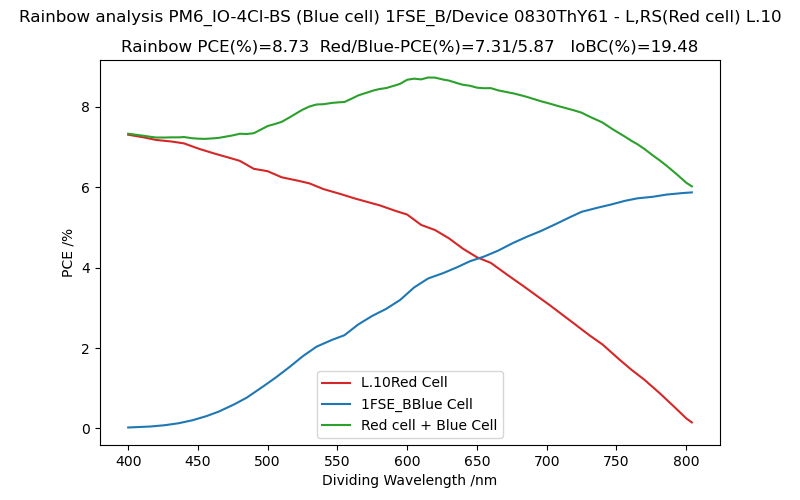 Rainbow analysis PM6_IO-4Cl-BS (Blue cell) 1FSE_B/Device 0830ThY61 - L,RS(Red cell) L.10
Rainbow PCE(%)=8.73  Red/Blue-PCE(%)=7.31/5.87   IoBC(%)=19.48
PCE /%
8
6
4
2
0
L.10Red Cell
1FSE_BBlue Cell
Red cell + Blue Cell
400 450 500 550 600 650 700 750 800
Dividing Wavelength /nm